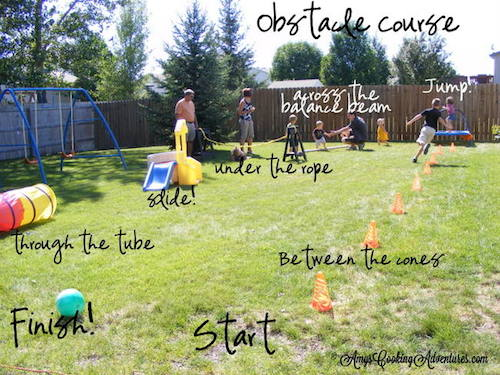 Obstacle course
across the
balance beam
Jump!
under the rope
slide!
through the tube
Between the cones
Finish!
Start
AmysCookingAdventures.com